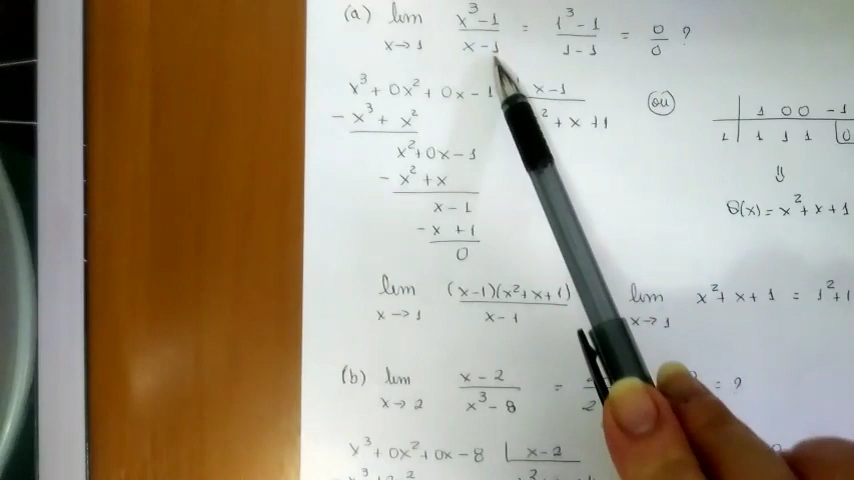 (a) lim x→1 x³-1 / x-1 = 1³-1 / 1-1 = 0/0 ?
x³+0x²+0x-1 x-1
-x³+x² ²+x+1
x²+0x-1
-x²+x
x-1
-x+1
0
ou
1 0 0 -1
1 1 1 1 0
⇓
Q(x)=x²+x+1
lim x→1 (x-1)(x²+x+1) / x-1 lim x→1 x²+x+1 = 1²+1
(b) lim x→2 x-2 / x³-8 = = ?
x³+0x²+0x-8 x-2